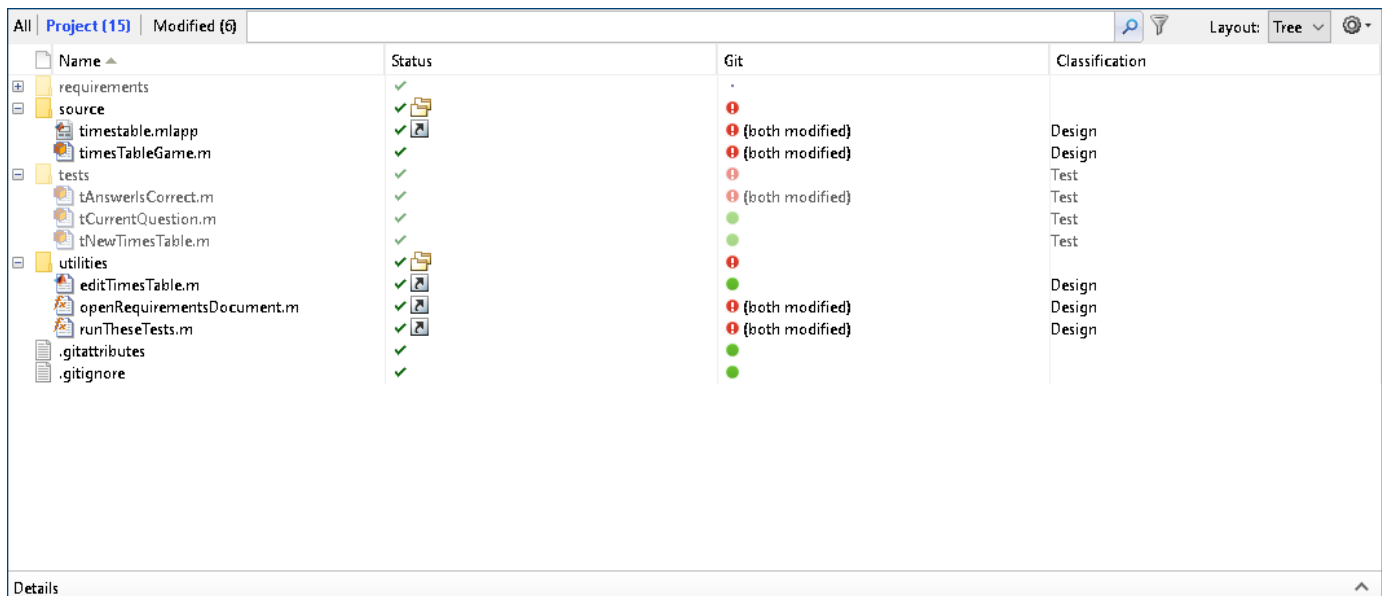 All Project (15) Modified (6) Layout: Tree
Name Status Git Classification
requirements
source
timestable.mlapp (both modified) Design
timesTableGame.m (both modified) Design
tests Test
tAnswerIsCorrect.m (both modified) Test
tCurrentQuestion.m Test
tNewTimesTable.m Test
utilities
editTimesTable.m Design
openRequirementsDocument.m (both modified) Design
runTheseTests.m (both modified) Design
.gitattributes
.gitignore
Details